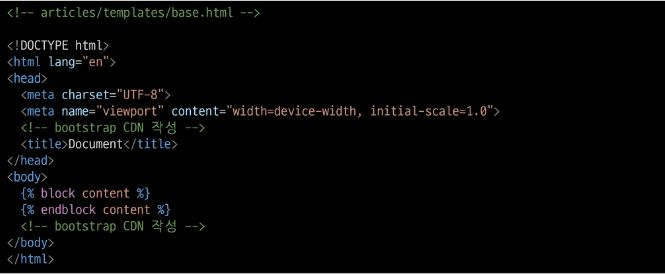 <!-- articles/templates/base.html -->
<!DOCTYPE html>
<html lang="en">
<head>
<meta charset="UTF-8">
<meta name="viewport" content="width=device-width, initial-scale=1.0">
<!-- bootstrap CDN 작성 -->
<title>Document</title>
</head>
<body>
{% block content %}
{% endblock content %}
<!-- bootstrap CDN 작성 -->
</body>
</html>